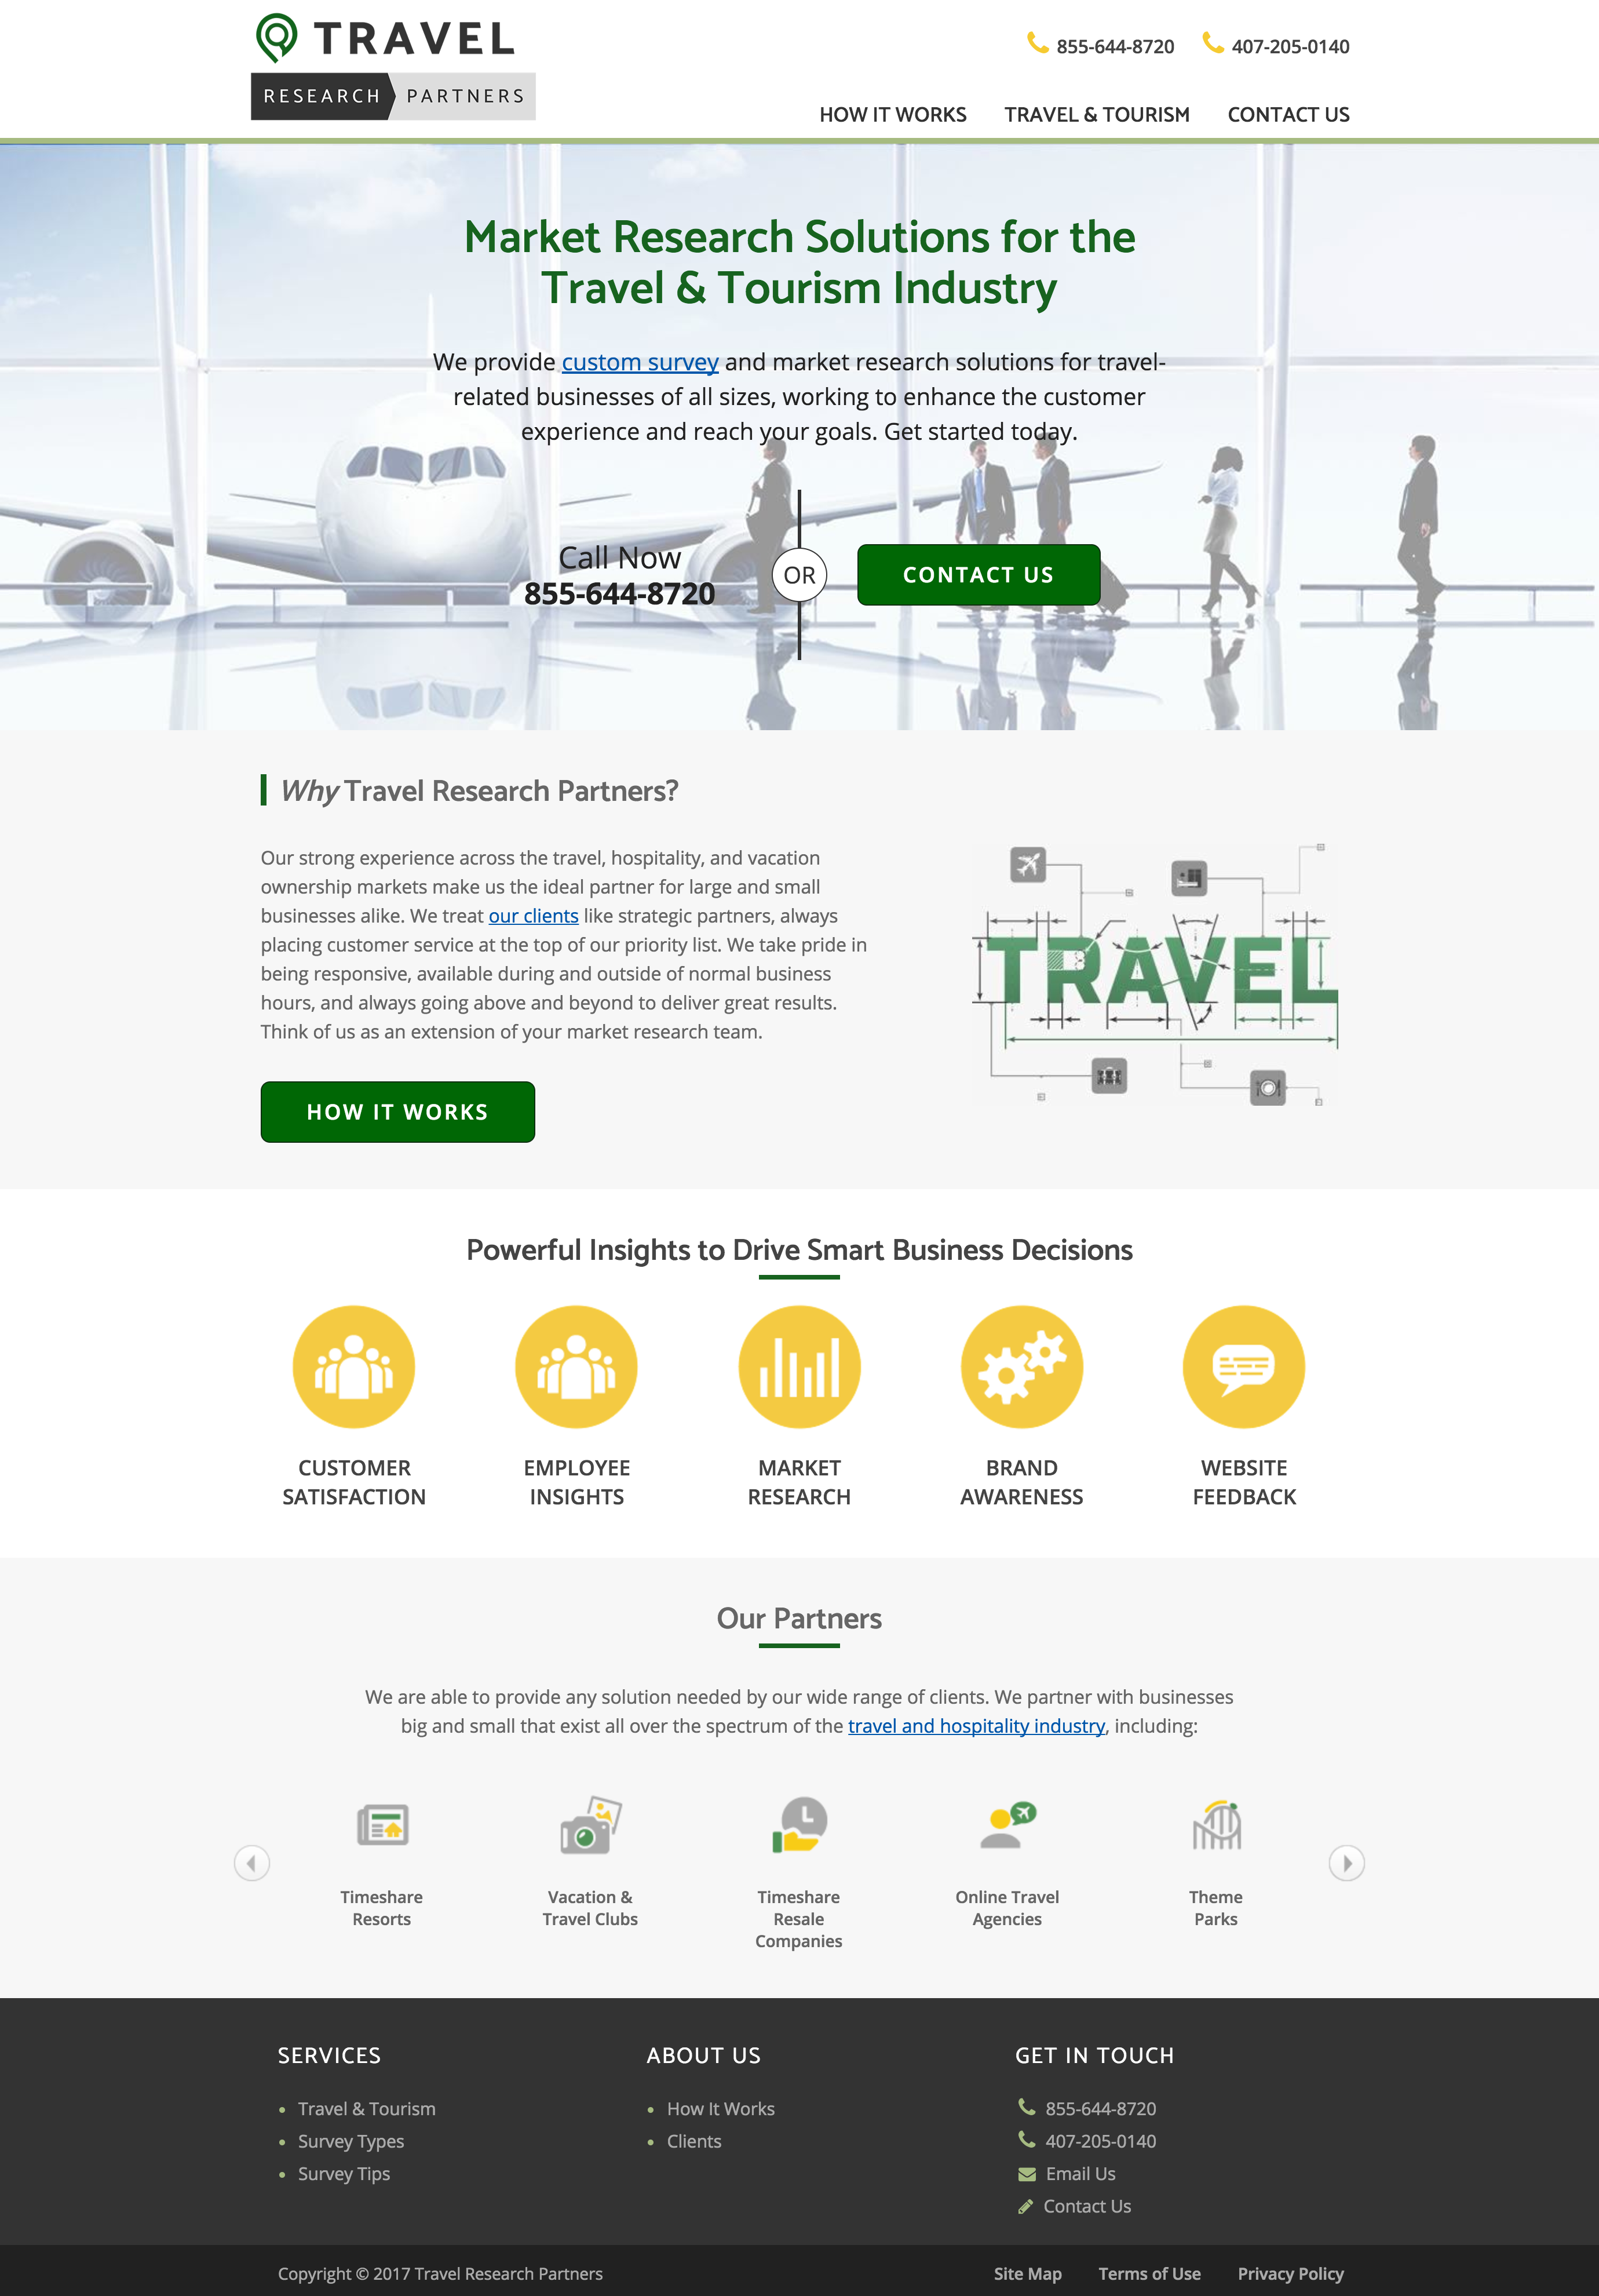 TRAVEL
RESEARCH PARTNERS
855-644-8720 407-205-0140
HOW IT WORKS TRAVEL & TOURISM CONTACT US
Market Research Solutions for the
Travel & Tourism Industry
We provide custom survey and market research solutions for travel-
related businesses of all sizes, working to enhance the customer
experience and reach your goals. Get started today.
Call Now
855-644-8720
OR
CONTACT US
Why Travel Research Partners?
Our strong experience across the travel, hospitality, and vacation
ownership markets make us the ideal partner for large and small
businesses alike. We treat our clients like strategic partners, always
placing customer service at the top of our priority list. We take pride in
being responsive, available during and outside of normal business
hours, and always going above and beyond to deliver great results.
Think of us as an extension of your market research team.
HOW IT WORKS
TRAVEL
Powerful Insights to Drive Smart Business Decisions
CUSTOMER
SATISFACTION
EMPLOYEE
INSIGHTS
MARKET
RESEARCH
BRAND
AWARENESS
WEBSITE
FEEDBACK
Our Partners
We are able to provide any solution needed by our wide range of clients. We partner with businesses
big and small that exist all over the spectrum of the travel and hospitality industry, including:
Timeshare
Resorts
Vacation &
Travel Clubs
Timeshare
Resale
Companies
Online Travel
Agencies
Theme
Parks
SERVICES
Travel & Tourism
Survey Types
Survey Tips
ABOUT US
How It Works
Clients
GET IN TOUCH
855-644-8720
407-205-0140
Email Us
Contact Us
Copyright © 2017 Travel Research Partners
Site Map Terms of Use Privacy Policy